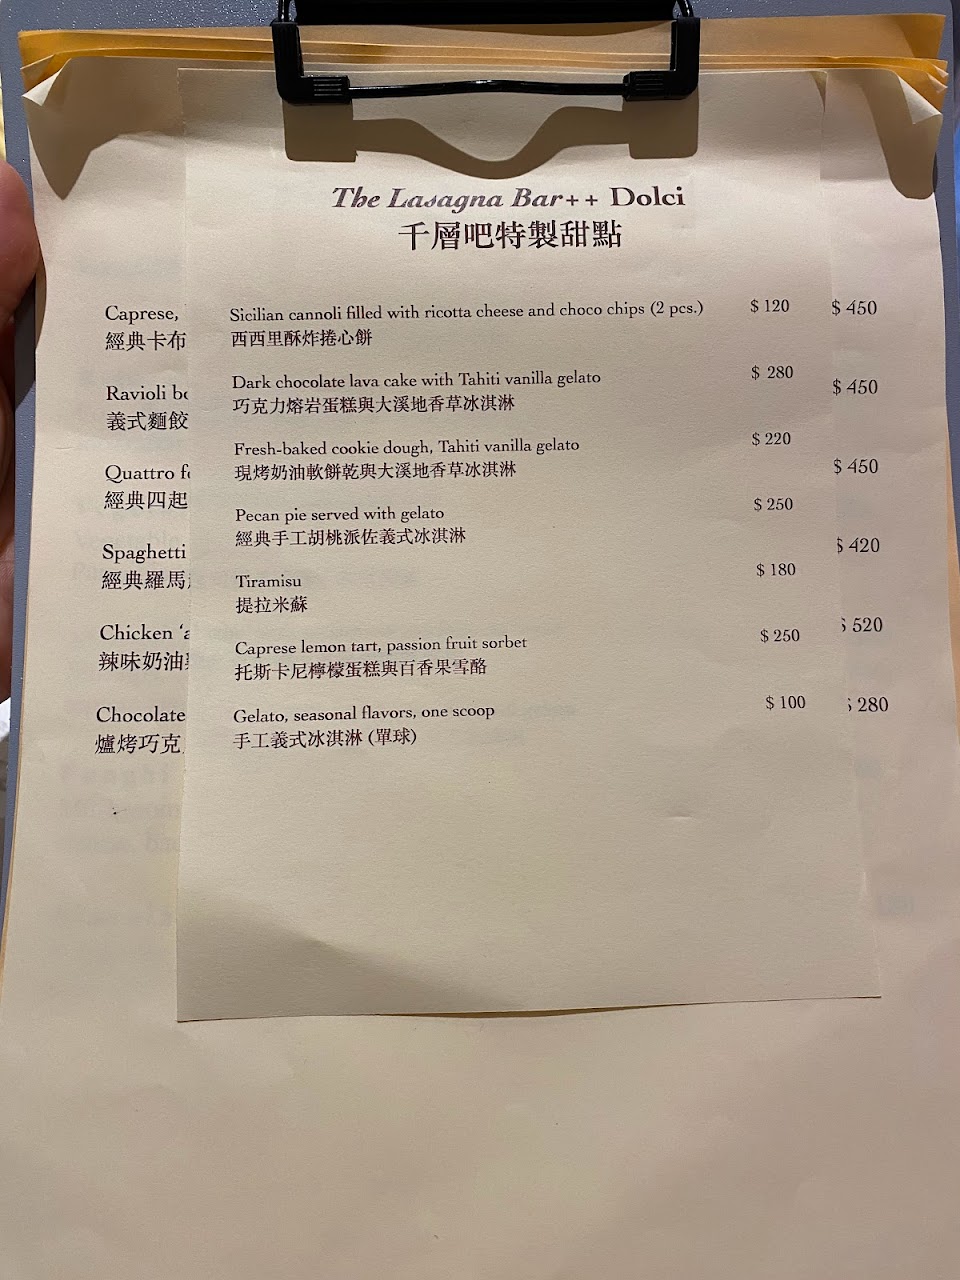 The Lasagna Bar++ Dolci
千層吧特製甜點
Sicilian cannoli filled with ricotta cheese and choco chips (2 pcs.) $ 120
西西里酥炸捲心餅
Dark chocolate lava cake with Tahiti vanilla gelato $ 280
巧克力熔岩蛋糕與大溪地香草冰淇淋
Fresh-baked cookie dough, Tahiti vanilla gelato $ 220
現烤奶油軟餅乾與大溪地香草冰淇淋
Pecan pie served with gelato $ 250
經典手工胡桃派佐義式冰淇淋
Tiramisu $ 180
提拉米蘇
Caprese lemon tart, passion fruit sorbet $ 250
托斯卡尼檸檬蛋糕與百香果雪酪
Gelato, seasonal flavors, one scoop $ 100
手工義式冰淇淋 (單球)
Caprese, $ 450
經典卡布
Ravioli $ 450
義式麵餃
Quattro $ 450
經典四起
Spaghetti $ 420
經典羅馬
Chicken $ 520
辣味奶油
Chocolate $ 280
爐烤巧克